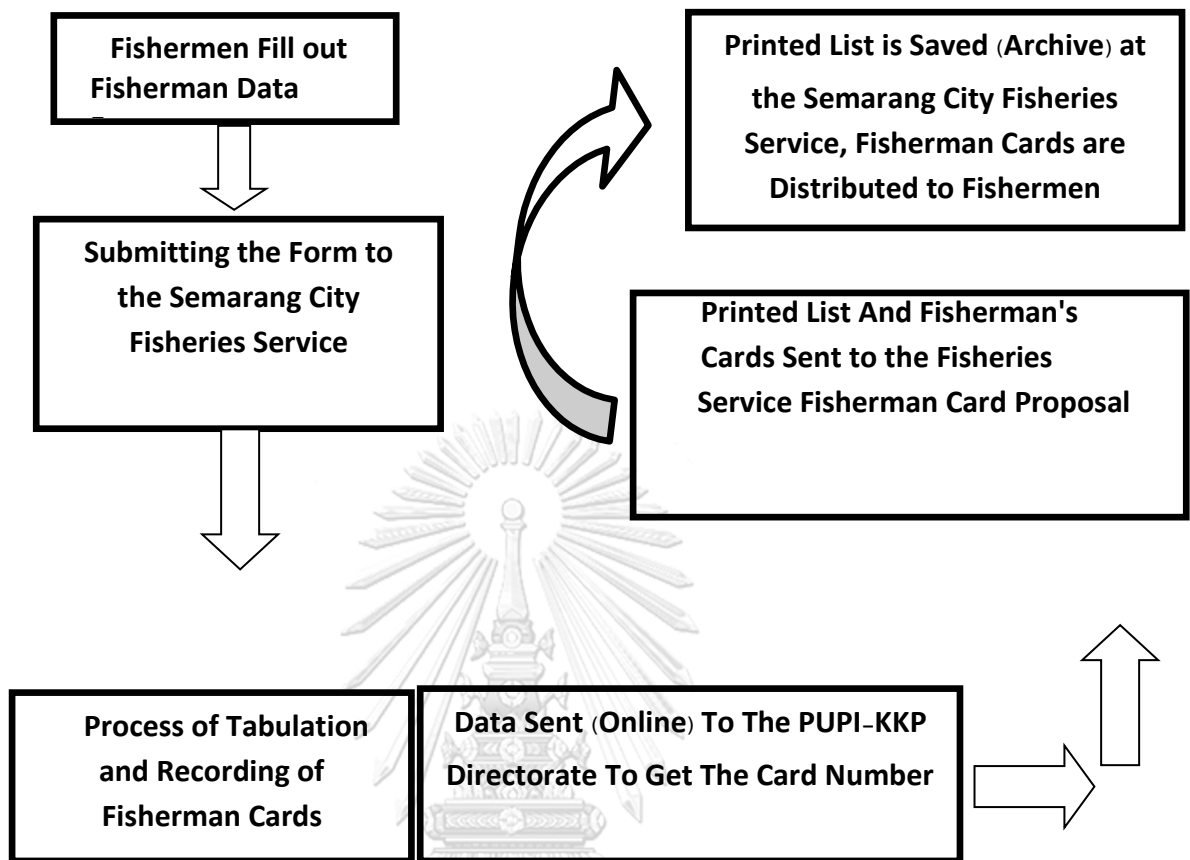 Fishermen Fill out
Fisherman Data
Submitting the Form to
the Semarang City
Fisheries Service
Process of Tabulation
and Recording of
Fisherman Cards
Data Sent (Online) To The PUPI-KKP
Directorate To Get The Card Number
Printed List And Fisherman's
Cards Sent to the Fisheries
Service Fisherman Card Proposal
Printed List is Saved (Archive) at
the Semarang City Fisheries
Service, Fisherman Cards are
Distributed to Fishermen